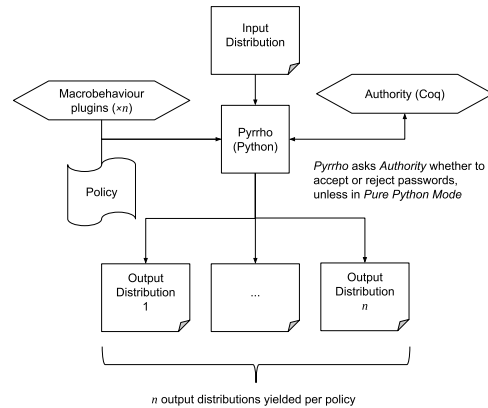 Input
Distribution
Macrobehaviour
plugins (×n)
Authority (Coq)
Pyrrho
(Python)
Policy
Pyrrho asks Authority whether to
accept or reject passwords,
unless in Pure Python Mode
Output
Distribution
1
...
Output
Distribution
n
n output distributions yielded per policy